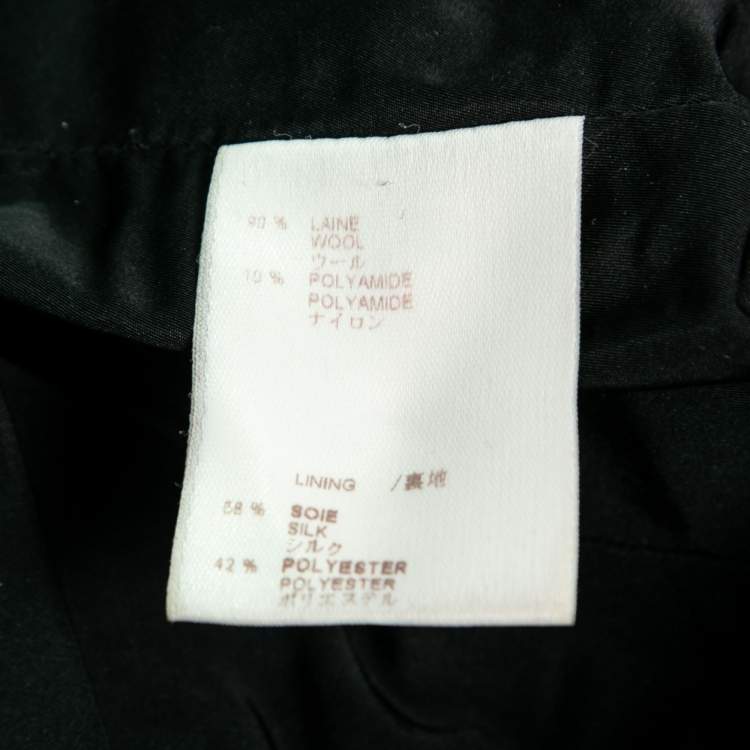 90 % LAINE
WOOL
ウール
10 % POLYAMIDE
POLYAMIDE
ナイロン
LINING /裏地
58 % SOIE
SILK
シルク
42 % POLYESTER
POLYESTER
ポリエステル